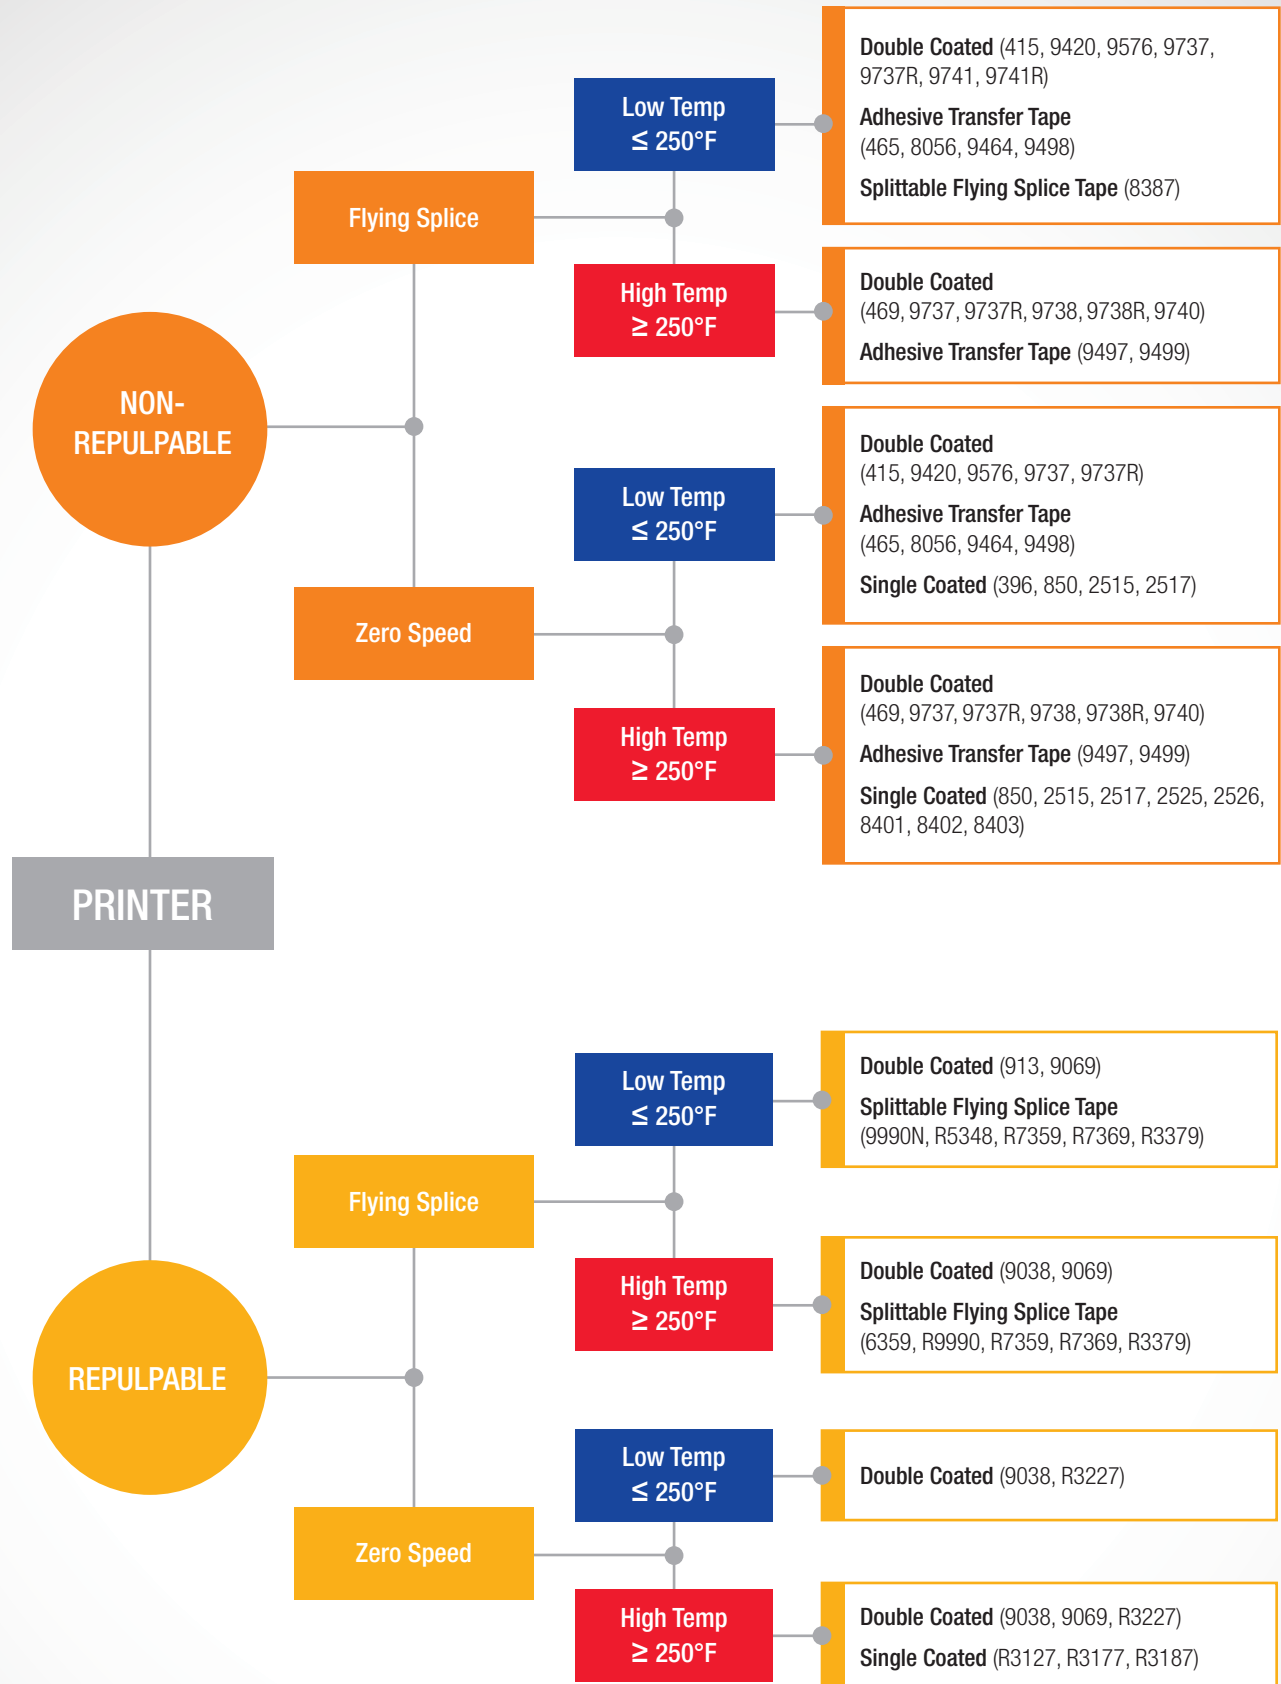 PRINTER
NON-
REPULPABLE
Flying Splice
Low Temp
≤ 250°F
Double Coated (415, 9420, 9576, 9737,
9737R, 9741, 9741R)
Adhesive Transfer Tape
(465, 8056, 9464, 9498)
Splittable Flying Splice Tape (8387)
High Temp
≥ 250°F
Double Coated
(469, 9737, 9737R, 9738, 9738R, 9740)
Adhesive Transfer Tape (9497, 9499)
Zero Speed
Low Temp
≤ 250°F
Double Coated
(415, 9420, 9576, 9737, 9737R)
Adhesive Transfer Tape
(465, 8056, 9464, 9498)
Single Coated (396, 850, 2515, 2517)
High Temp
≥ 250°F
Double Coated
(469, 9737, 9737R, 9738, 9738R, 9740)
Adhesive Transfer Tape (9497, 9499)
Single Coated (850, 2515, 2517, 2525, 2526,
8401, 8402, 8403)
REPULPABLE
Flying Splice
Low Temp
≤ 250°F
Double Coated (913, 9069)
Splittable Flying Splice Tape
(9990N, R5348, R7359, R7369, R3379)
High Temp
≥ 250°F
Double Coated (9038, 9069)
Splittable Flying Splice Tape
(6359, R9990, R7359, R7369, R3379)
Zero Speed
Low Temp
≤ 250°F
Double Coated (9038, R3227)
High Temp
≥ 250°F
Double Coated (9038, 9069, R3227)
Single Coated (R3127, R3177, R3187)